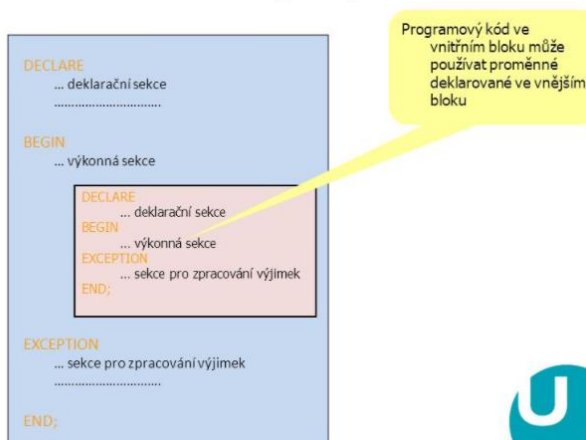 Programový kód ve
vnitřním bloku může
používat proměnné
deklarované ve vnějším
bloku
DECLARE
... deklarační sekce
................................
BEGIN
... výkonná sekce
DECLARE
... deklarační sekce
BEGIN
... výkonná sekce
EXCEPTION
... sekce pro zpracování výjimek
END;
EXCEPTION
... sekce pro zpracování výjimek
................................
END;
U